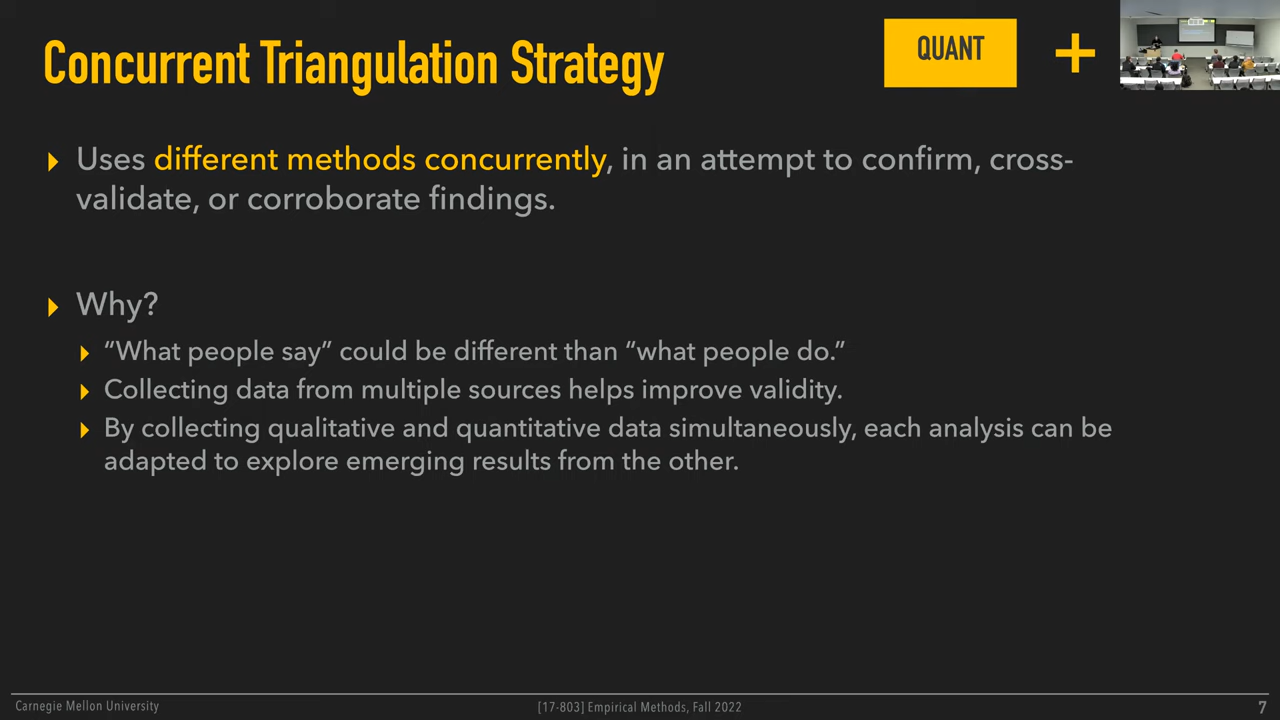 Concurrent Triangulation Strategy
QUANT
+
Uses different methods concurrently, in an attempt to confirm, cross-
validate, or corroborate findings.
Why?
“What people say” could be different than “what people do.”
Collecting data from multiple sources helps improve validity.
By collecting qualitative and quantitative data simultaneously, each analysis can be
adapted to explore emerging results from the other.
Carnegie Mellon University
[17-803] Empirical Methods, Fall 2022
7